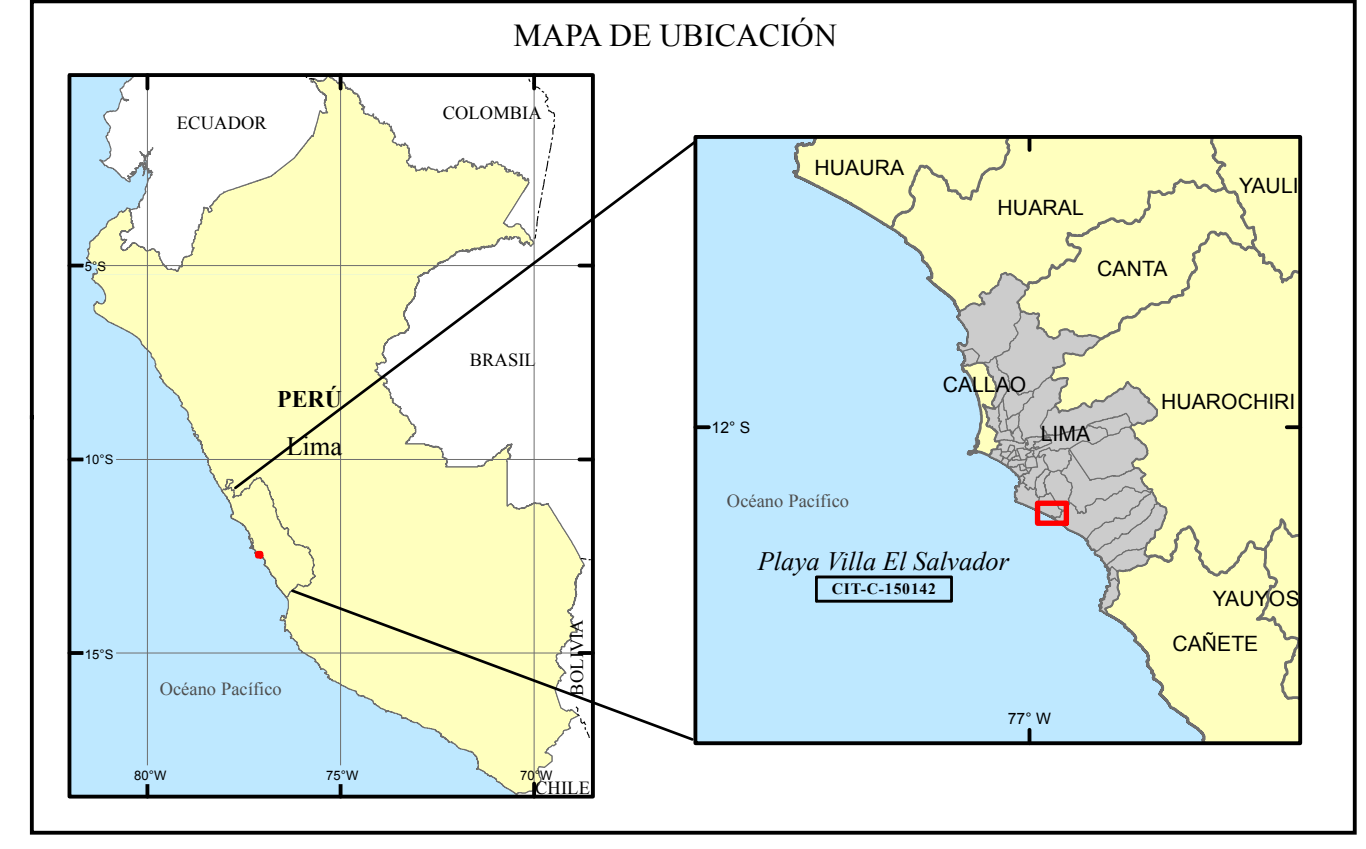 MAPA DE UBICACIÓN
ECUADOR
COLOMBIA
5°S
BRASIL
PERÚ
Lima
10°S
15°S
Océano Pacífico
BOLIVIA
80°W
75°W
70°W
CHILE
HUAURA
YAULI
HUARAL
CANTA
CALLAO
HUAROCHIRI
12° S
LIMA
Océano Pacífico
Playa Villa El Salvador
CIT-C-150142
YAUYOS
CAÑETE
77° W